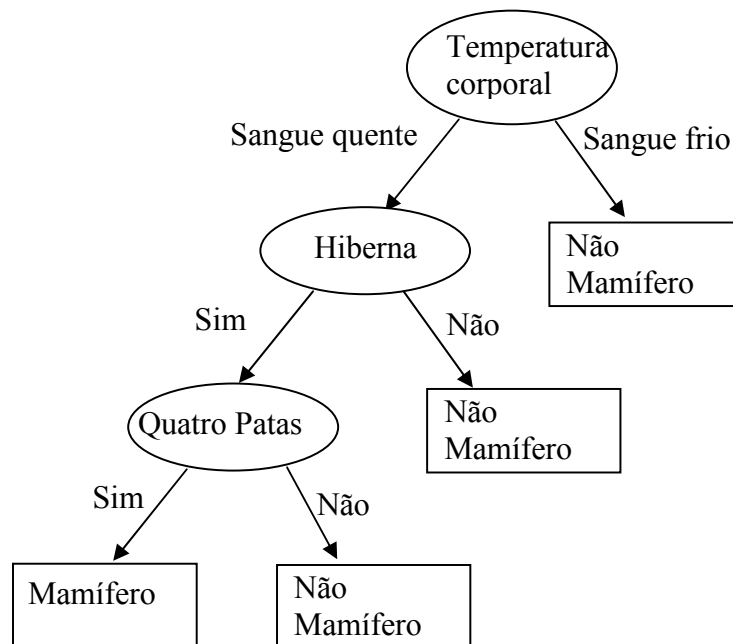 Temperatura
corporal
Sangue quente
Sangue frio
Hiberna
Não
Mamífero
Sim
Não
Quatro Patas
Não
Mamífero
Sim
Não
Mamífero
Não
Mamífero